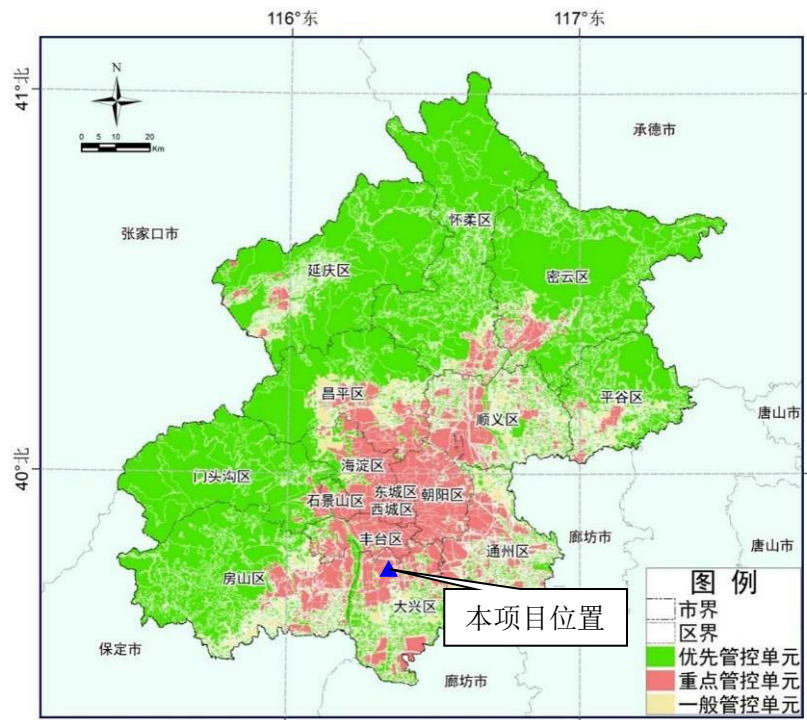 116°东
117°东
41°北
N
0 5 10 20
Km
承德市
张家口市
怀柔区
延庆区
密云区
昌平区
平谷区
顺义区
唐山市
40°北
海淀区
门头沟区
石景山区
东城区
朝阳区
西城区
丰台区
通州区
廊坊市
唐山市
房山区
大兴区
本项目位置
保定市
廊坊市
图 例
市界
区界
优先管控单元
重点管控单元
一般管控单元